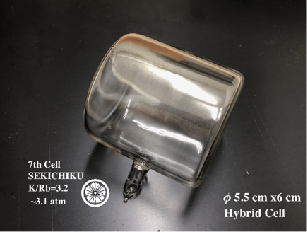 7th Cell
SEKICHIKU
K/Rb=3.2
~3.1 atm
ϕ 5.5 cm x6 cm
Hybrid Cell